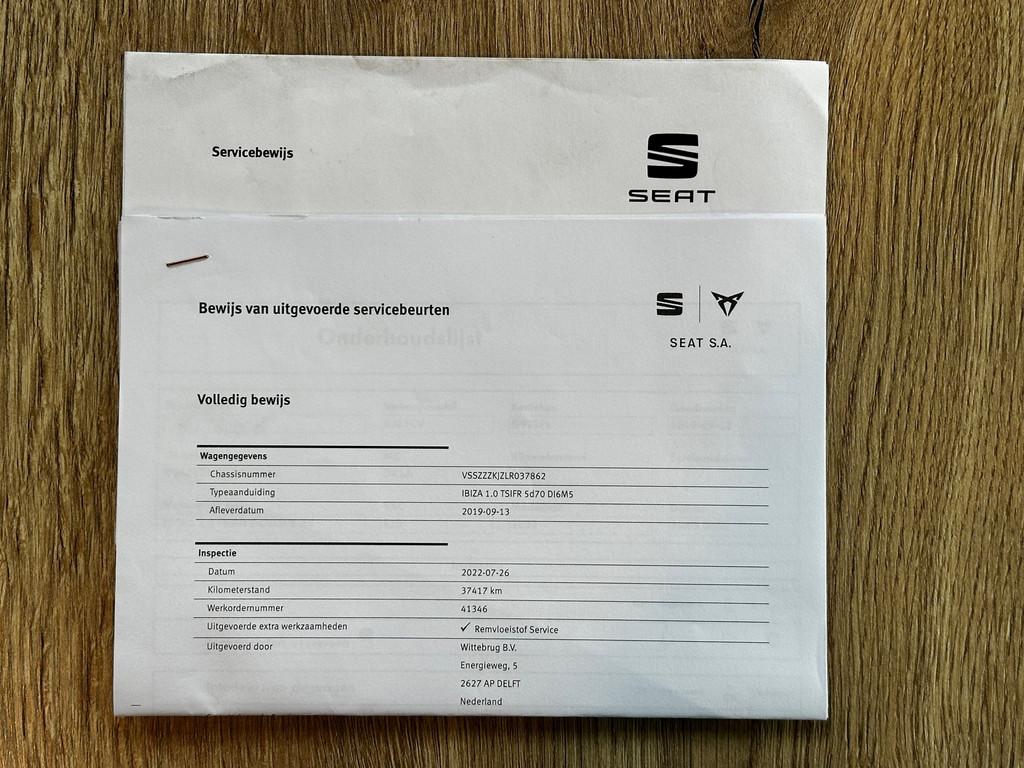 Servicebewijs
SEAT
Bewijs van uitgevoerde servicebeurten
SEAT S.A.
Onderhoudslijst
Volledig bewijs
Wagengegevens
Chassisnummer VSSZZZKJZLR037862
Typeaanduiding IBIZA 1.0 TSIFR 5d70 DI6M5
Afleverdatum 2019-09-13
Inspectie
Datum 2022-07-26
Kilometerstand 37417 km
Werkordernummer 41346
Uitgevoerde extra werkzaamheden ✓ Remvloeistof Service
Uitgevoerd door Wittebrug B.V.
Energieweg, 5
2627 AP DELFT
Nederland